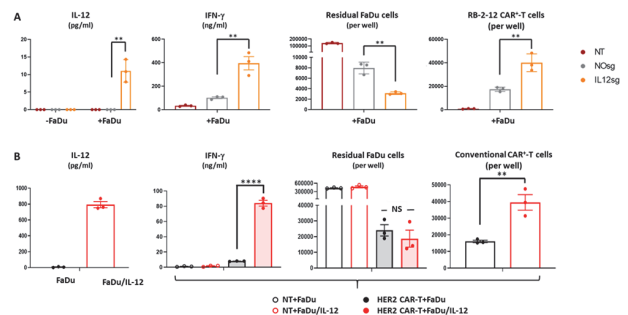 A
IL-12
(pg/ml)
IFN-γ
(ng/ml)
Residual FaDu cells
(per well)
RB-2-12 CAR⁺-T cells
(per well)
15
10
5
0
**
-FaDu
+FaDu
600
400
200
0
**
+FaDu
200000
100000
10000
8000
6000
4000
2000
0
**
+FaDu
60000
40000
20000
0
**
+FaDu
NT
NOsg
IL12sg
B
IL-12
(pg/ml)
IFN-γ
(ng/ml)
Residual FaDu cells
(per well)
Conventional CAR⁺-T cells
(per well)
1000
800
600
400
200
0
FaDu
FaDu/IL-12
100
80
60
40
20
0
****
300000
50000
40000
30000
20000
10000
0
NS
50000
40000
30000
20000
10000
0
**
NT+FaDu
NT+FaDu/IL-12
HER2 CAR-T+FaDu
HER2 CAR-T+FaDu/IL-12